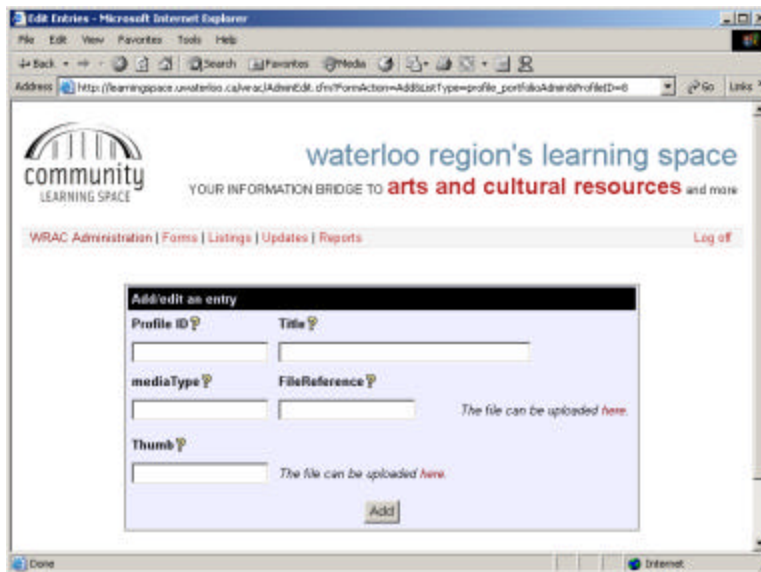 Edit Entries - Microsoft Internet Explorer
File Edit View Favorites Tools Help
Back Search Favorites Media
Address http://learningspace.uwaterloo.ca/wrac/AdminEdit.cfm?FormAction=Add&ListType=profile_portfolioAdmin&ProfileID=8 Go Links
community
LEARNING SPACE
waterloo region's learning space
YOUR INFORMATION BRIDGE TO arts and cultural resources and more
WRAC Administration | Forms | Listings | Updates | Reports Log off
Add/edit an entry
Profile ID ? Title ?
mediaType ? FileReference ?
The file can be uploaded here.
Thumb ?
The file can be uploaded here.
Add
Done Internet